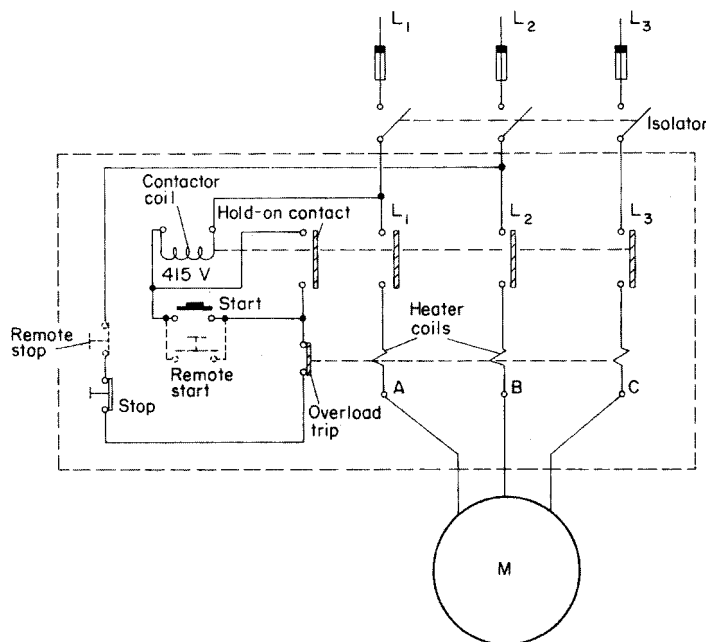 L1
L2
L3
Isolator
Contactor
coil
Hold-on contact
L1
L2
L3
415 V
Start
Heater
coils
Remote
stop
Remote
start
Stop
Overload
trip
A
B
C
M